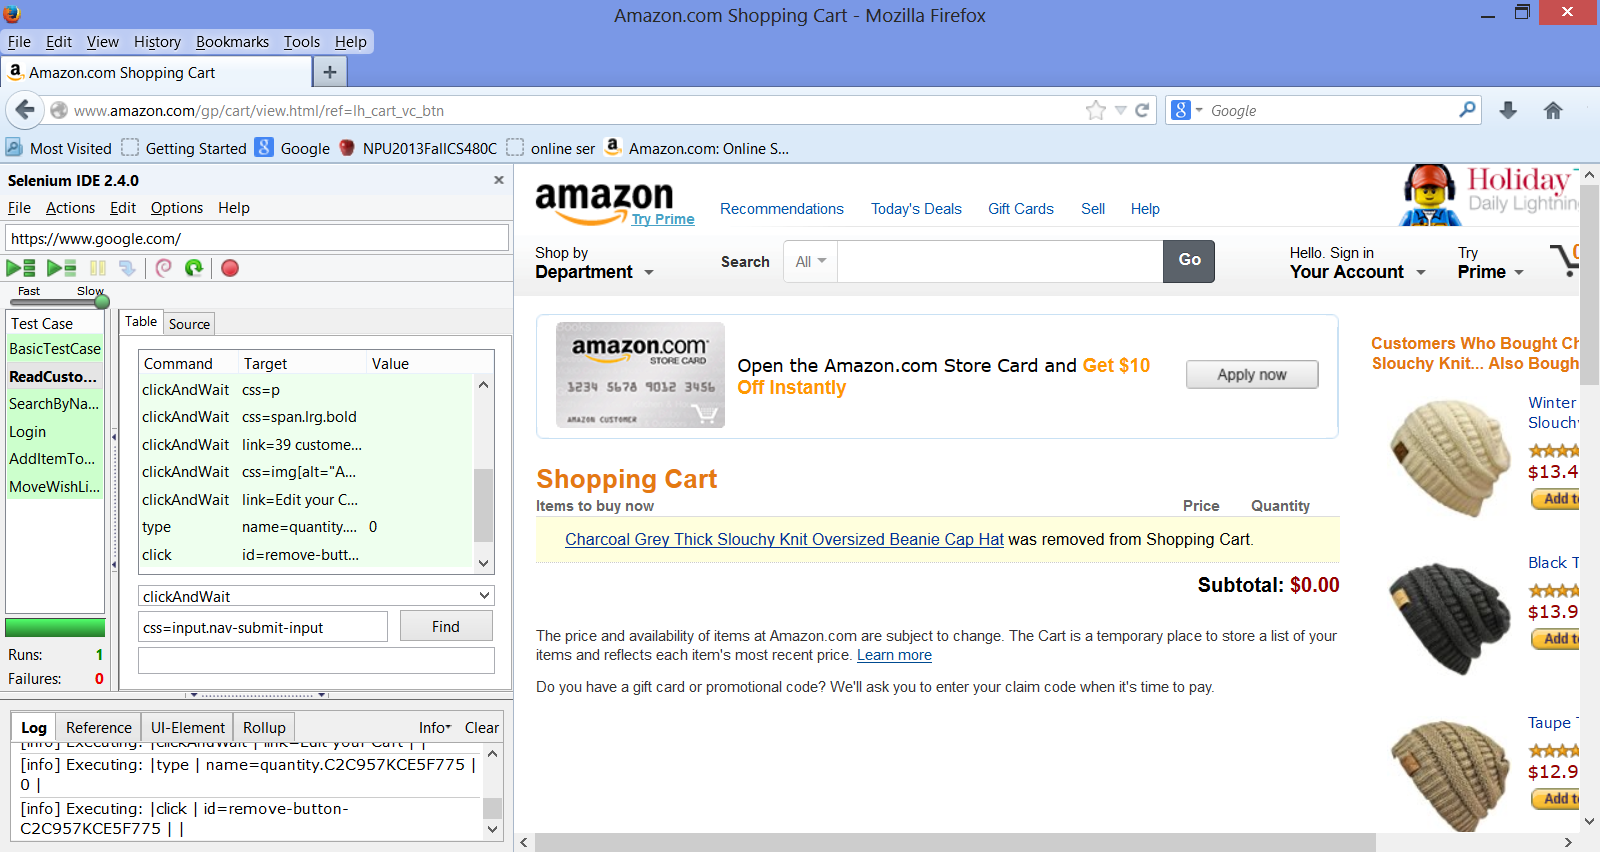 Amazon.com Shopping Cart - Mozilla Firefox
File Edit View History Bookmarks Tools Help
Amazon.com Shopping Cart
www.amazon.com/gp/cart/view.html/ref=lh_cart_vc_btn
Google
Most Visited Getting Started Google NPU2013FallCS480C online ser Amazon.com: Online S...
Selenium IDE 2.4.0
File Actions Edit Options Help
https://www.google.com/
Fast Slow
Test Case
BasicTestCase
ReadCusto...
SearchByNa...
Login
AddItemTo...
MoveWishLi...
Runs: 1
Failures: 0
Table Source
Command Target Value
clickAndWait css=p
clickAndWait css=span.lrg.bold
clickAndWait link=39 custome...
clickAndWait css=img[alt="A...
clickAndWait link=Edit your C...
type name=quantity.... 0
click id=remove-butt...
clickAndWait
css=input.nav-submit-input Find
Log Reference UI-Element Rollup Info Clear
[info] Executing: |clickAndWait | link=Edit your Cart | |
[info] Executing: |type | name=quantity.C2C957KCE5F775 |
0 |
[info] Executing: |click | id=remove-button-
C2C957KCE5F775 | |
amazon
Try Prime
Recommendations Today's Deals Gift Cards Sell Help
Holiday
Daily Lightnin
Shop by
Department
Search All Go
Hello. Sign in
Your Account
Try
Prime
0
amazon.com
STORE CARD
1234 5678 9012 3456
AMAZON CUSTOMER
Open the Amazon.com Store Card and Get $10
Off Instantly
Apply now
Shopping Cart
Items to buy now Price Quantity
Charcoal Grey Thick Slouchy Knit Oversized Beanie Cap Hat was removed from Shopping Cart.
Subtotal: $0.00
The price and availability of items at Amazon.com are subject to change. The Cart is a temporary place to store a list of your
items and reflects each item's most recent price. Learn more
Do you have a gift card or promotional code? We'll ask you to enter your claim code when it's time to pay.
Customers Who Bought Ch
Slouchy Knit... Also Bough
Winter
Slouch
$13.4
Add to
Black T
$13.9
Add to
Taupe T
$12.9
Add to